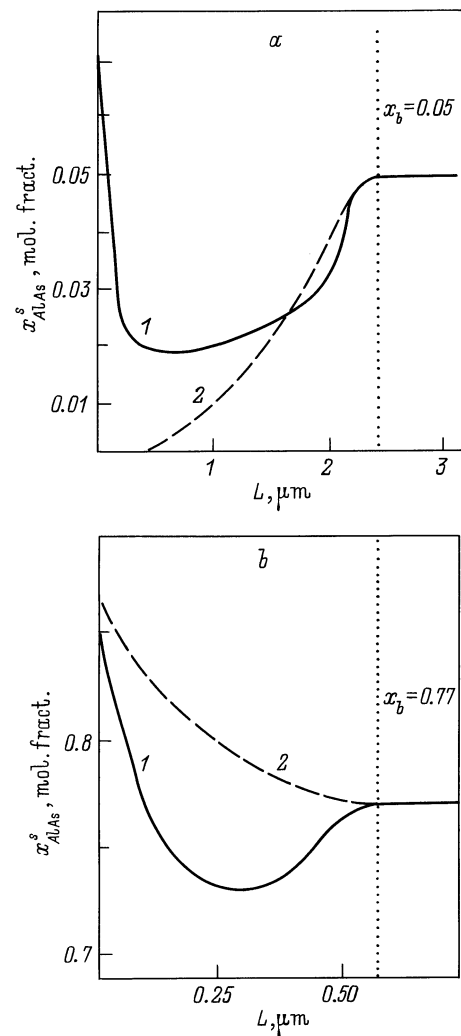 a
x_b = 0.05
0.05
0.03
0.01
x^s_AlAs, mol. fract.
1
2
1 2 3
L, μm
b
x_b = 0.77
0.8
0.7
x^s_AlAs, mol. fract.
1
2
0.25 0.50
L, μm